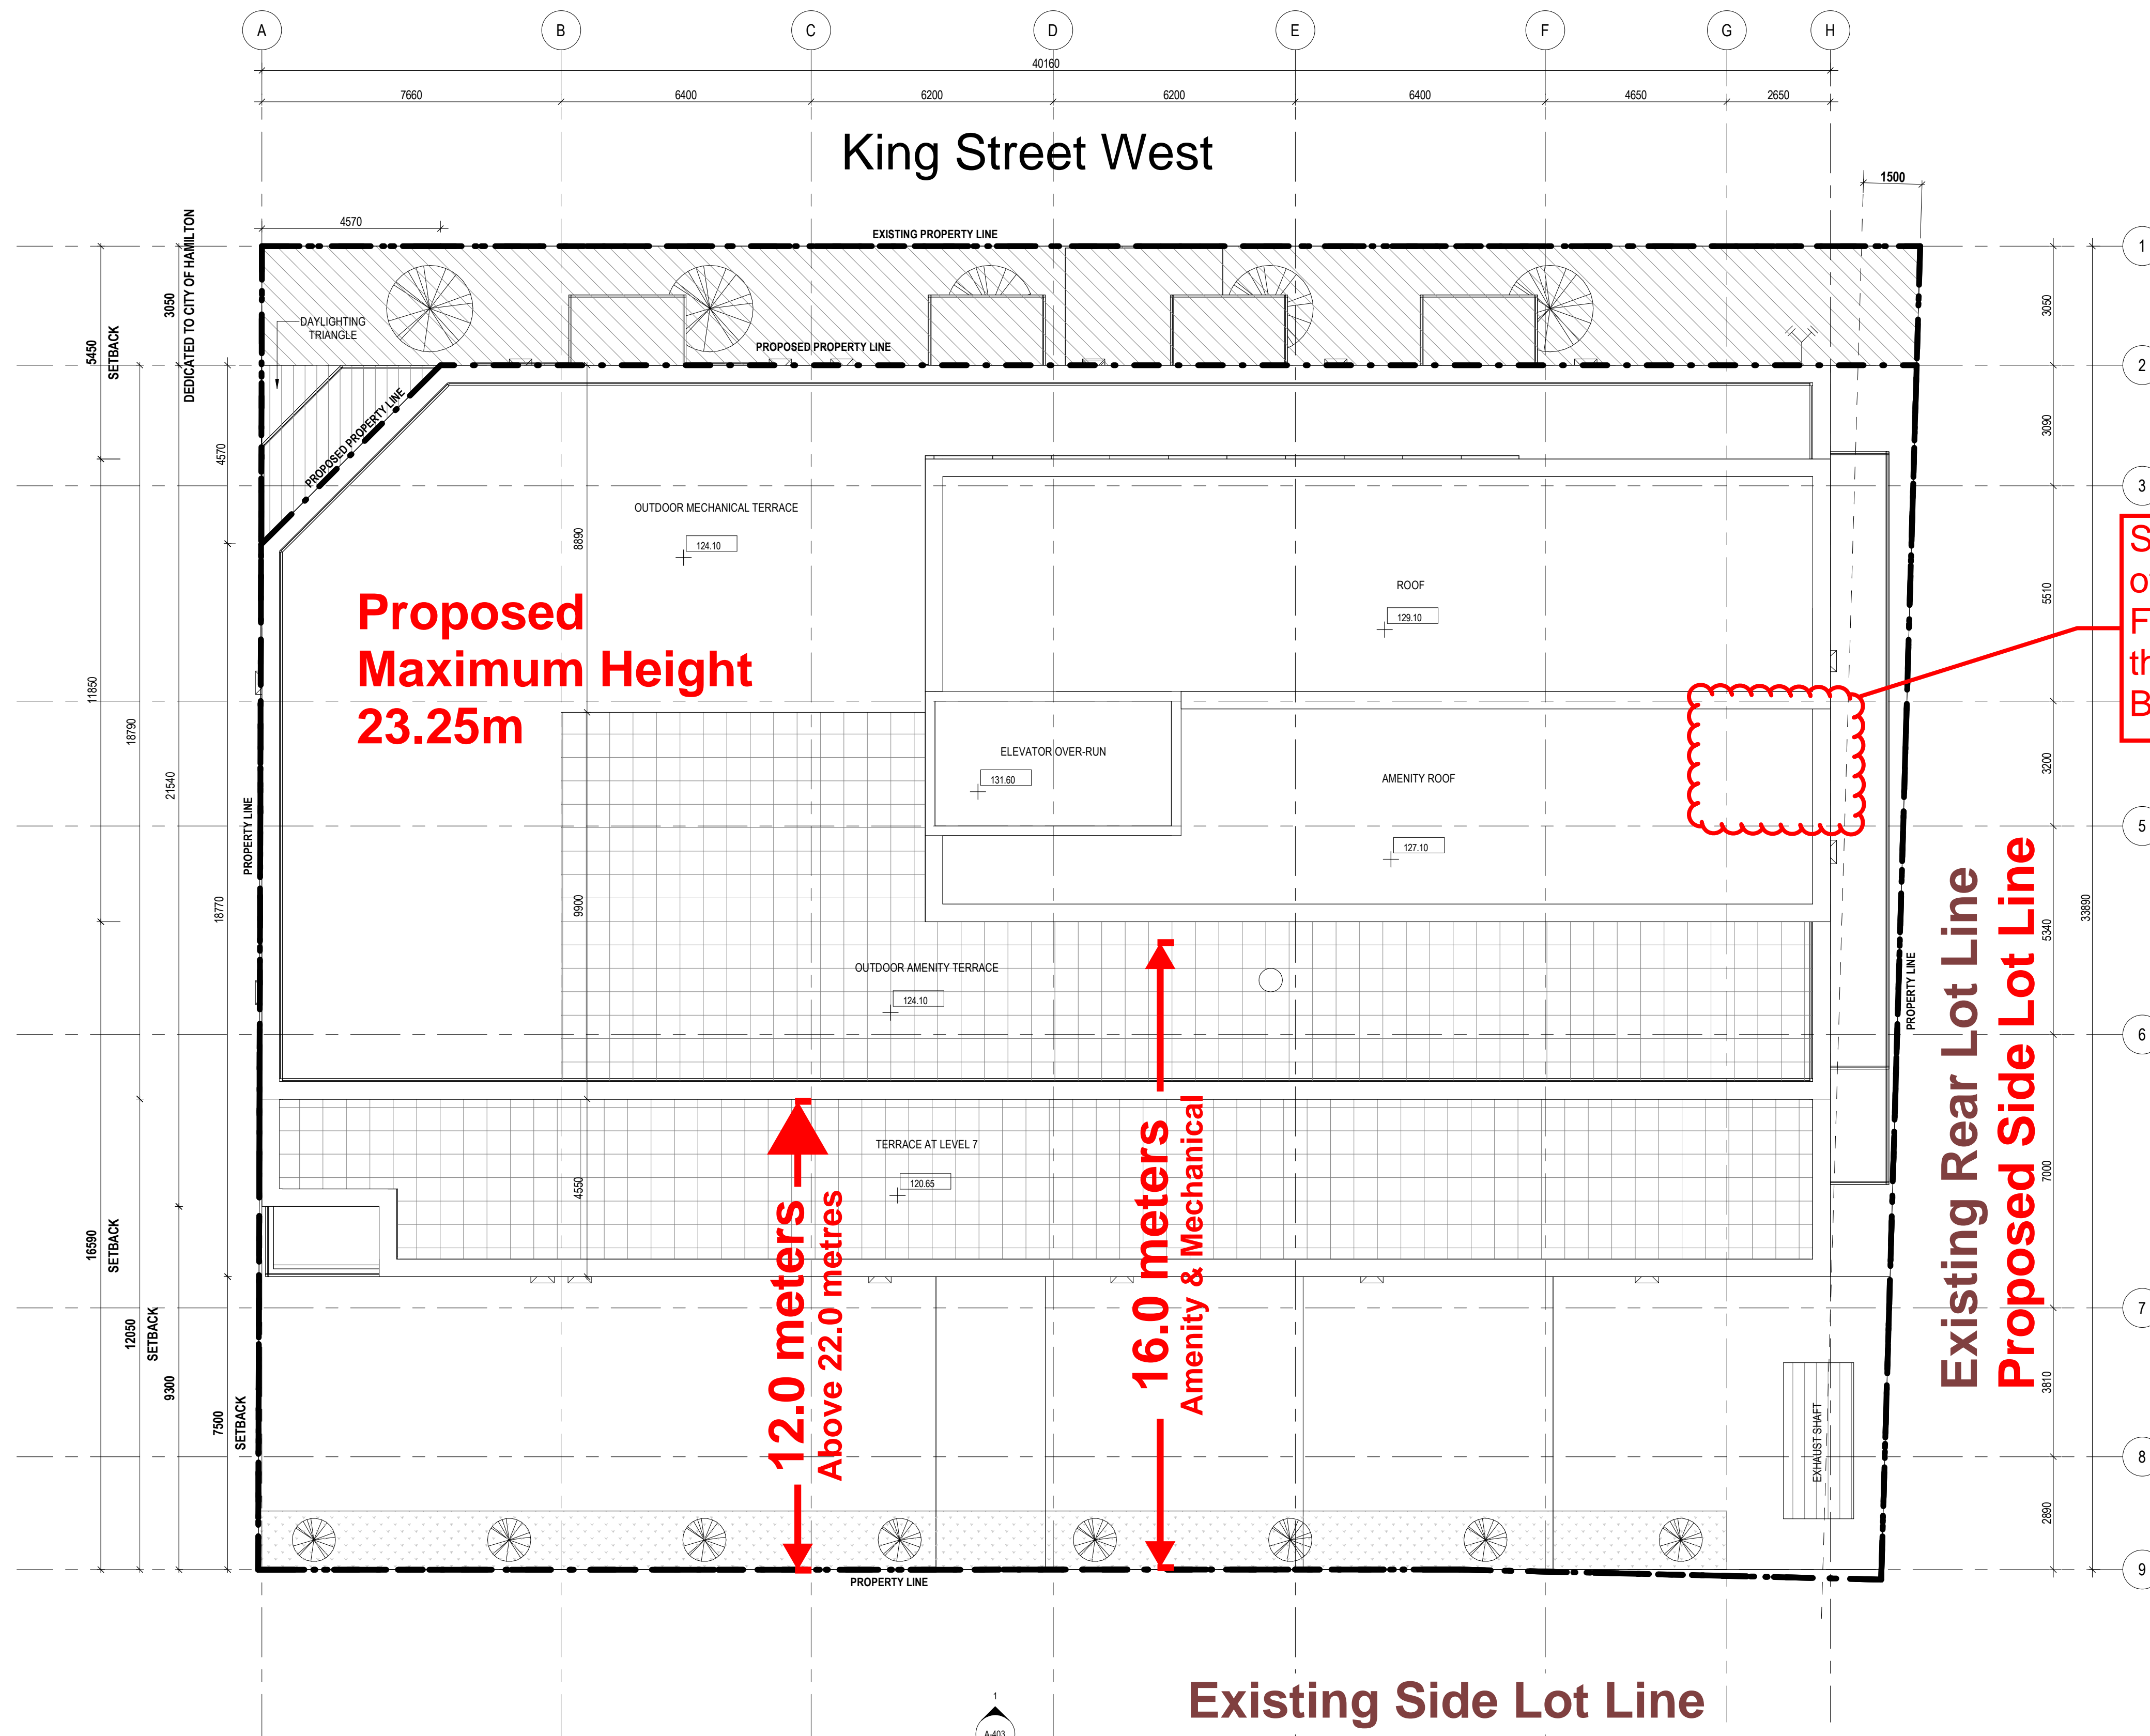 A B C D E F G H
40160
7660 6400 6200 6200 6400 4650 2650
King Street West
1500
4570
EXISTING PROPERTY LINE
1
3050
DEDICATED TO CITY OF HAMILTON
5450
SETBACK
DAYLIGHTING
TRIANGLE
3050
PROPOSED PROPERTY LINE
2
PROPOSED PROPERTY LINE
4570
3090
3
OUTDOOR MECHANICAL TERRACE
124.10
8890
ROOF
129.10
5510
Proposed
Maximum Height
23.25m
11850
18790
21540
18770
PROPERTY LINE
ELEVATOR OVER-RUN
131.60
AMENITY ROOF
127.10
3200
5
9900
OUTDOOR AMENITY TERRACE
124.10
PROPERTY LINE
5340
33890
6
Existing Rear Lot Line
Proposed Side Lot Line
TERRACE AT LEVEL 7
120.65
4550
7000
12.0 meters
Above 22.0 metres
16.0 meters
Amenity & Mechanical
16590
SETBACK
12050
SETBACK
9300
7500
SETBACK
7
3810
EXHAUST SHAFT
8
2890
9
PROPERTY LINE
Existing Side Lot Line
1
A-403